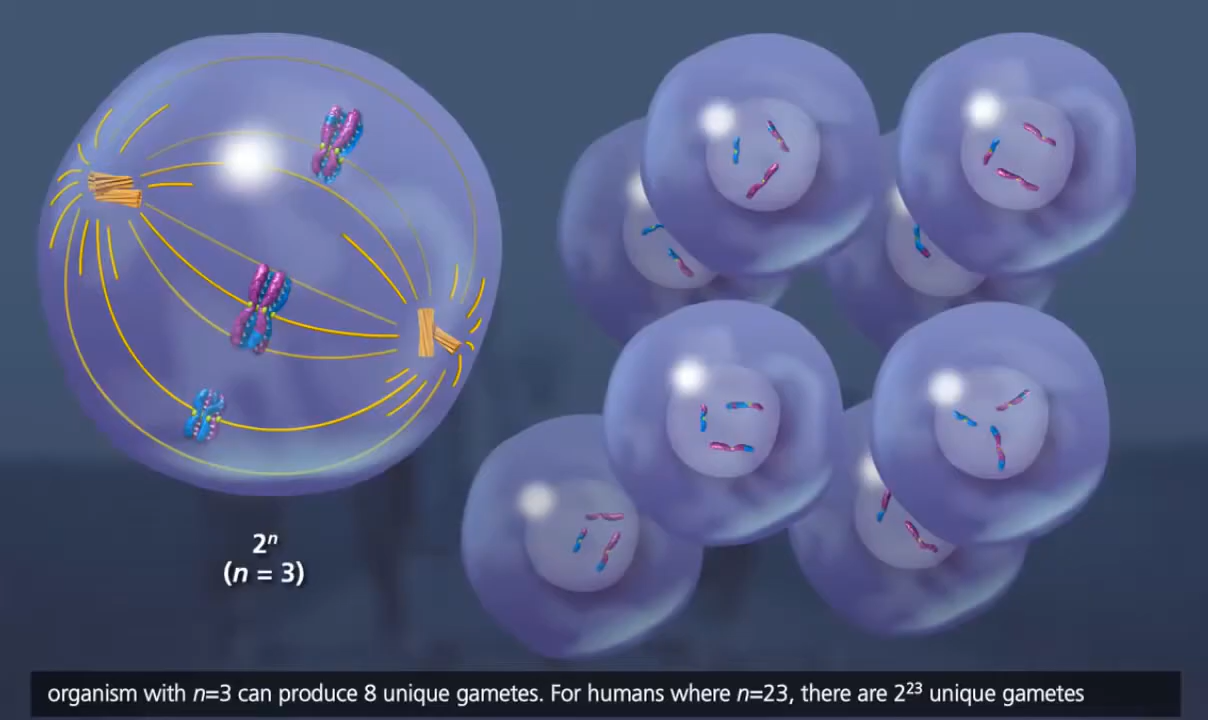 2ⁿ
(n = 3)
organism with n=3 can produce 8 unique gametes. For humans where n=23, there are 2²³ unique gametes